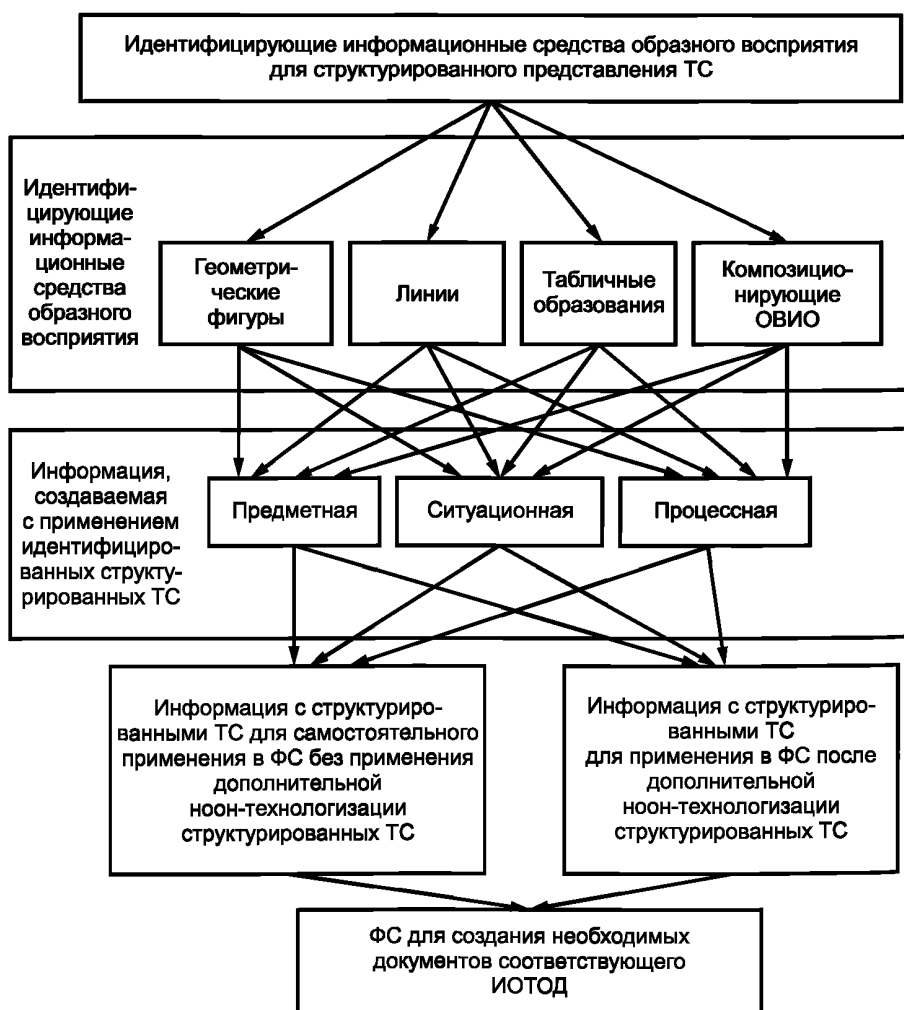 Идентифицирующие информационные средства образного восприятия
для структурированного представления ТС
Идентифи-
цирующие
информа-
ционные
средства
образного
восприятия
Геометри-
ческие
фигуры
Линии
Табличные
образования
Композицио-
нирующие
ОВИО
Информация,
создаваемая
с применением
идентифициро-
ванных структу-
рированных ТС
Предметная
Ситуационная
Процессная
Информация с структуриро-
ванными ТС для самостоятельного
применения в ФС без применения
дополнительной
ноон-технологизации
структурированных ТС
Информация с структуриро-
ванными ТС
для применения в ФС после
дополнительной
ноон-технологизации
структурированных ТС
ФС для создания необходимых
документов соответствующего
ИОТОД